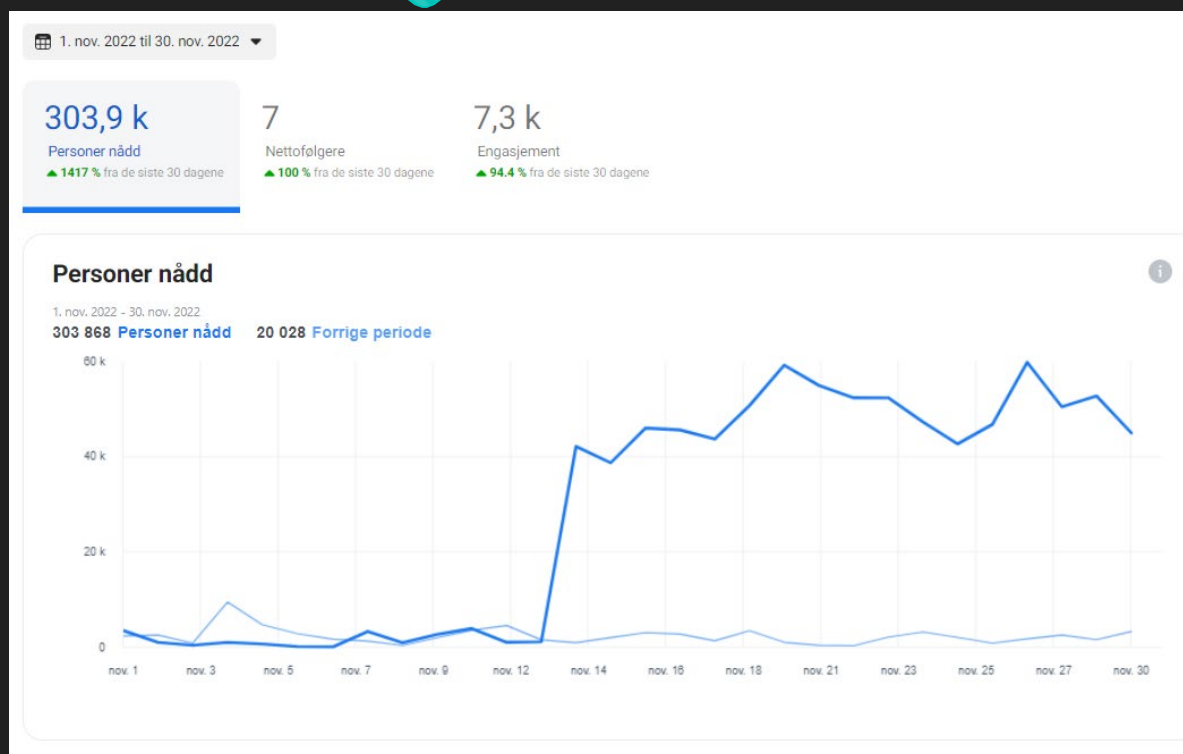 1. nov. 2022 til 30. nov. 2022
303,9 k
Personer nådd
1417 % fra de siste 30 dagene
7
Nettofølgere
100 % fra de siste 30 dagene
7,3 k
Engasjement
94.4 % fra de siste 30 dagene
Personer nådd
1. nov. 2022 - 30. nov. 2022
303 868 Personer nådd 20 028 Forrige periode
60 k
40 k
20 k
0
nov. 1 nov. 3 nov. 5 nov. 7 nov. 9 nov. 12 nov. 14 nov. 16 nov. 18 nov. 21 nov. 23 nov. 25 nov. 27 nov. 30